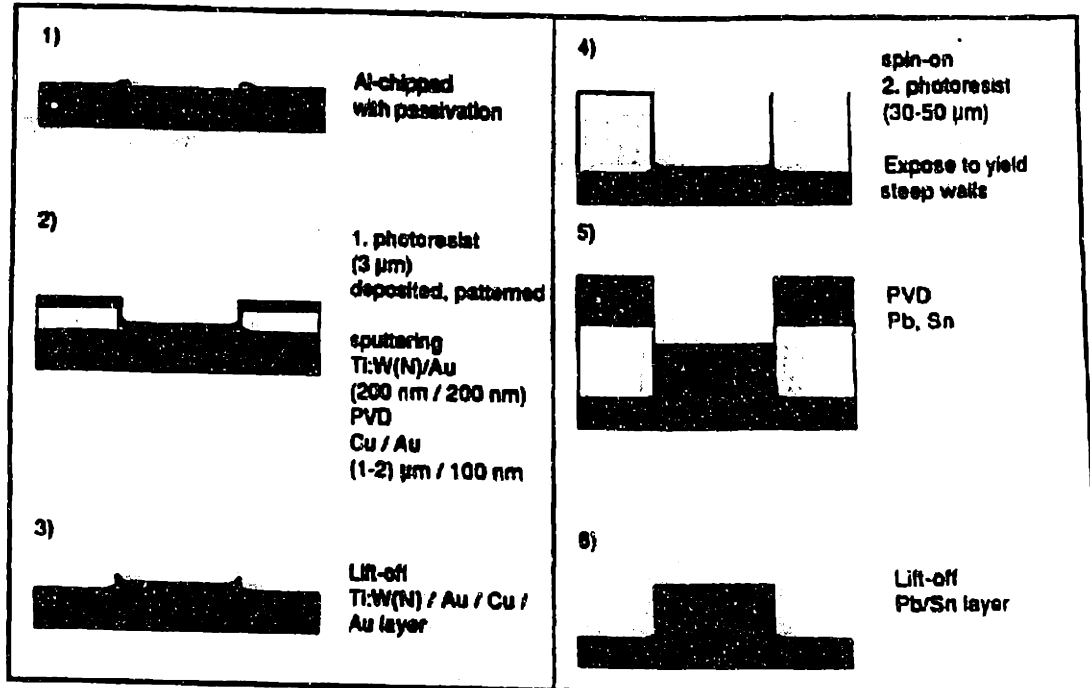 1)
Al-chipped
with passivation
2)
1. photoresist
(3 µm)
deposited, patterned
sputtering
Ti:W(N)/Au
(200 nm / 200 nm)
PVD
Cu / Au
(1-2) µm / 100 nm
3)
Lift-off
Ti:W(N) / Au / Cu /
Au layer
4)
spin-on
2. photoresist
(30-50 µm)
Expose to yield
steep walls
5)
PVD
Pb, Sn
6)
Lift-off
Pb/Sn layer